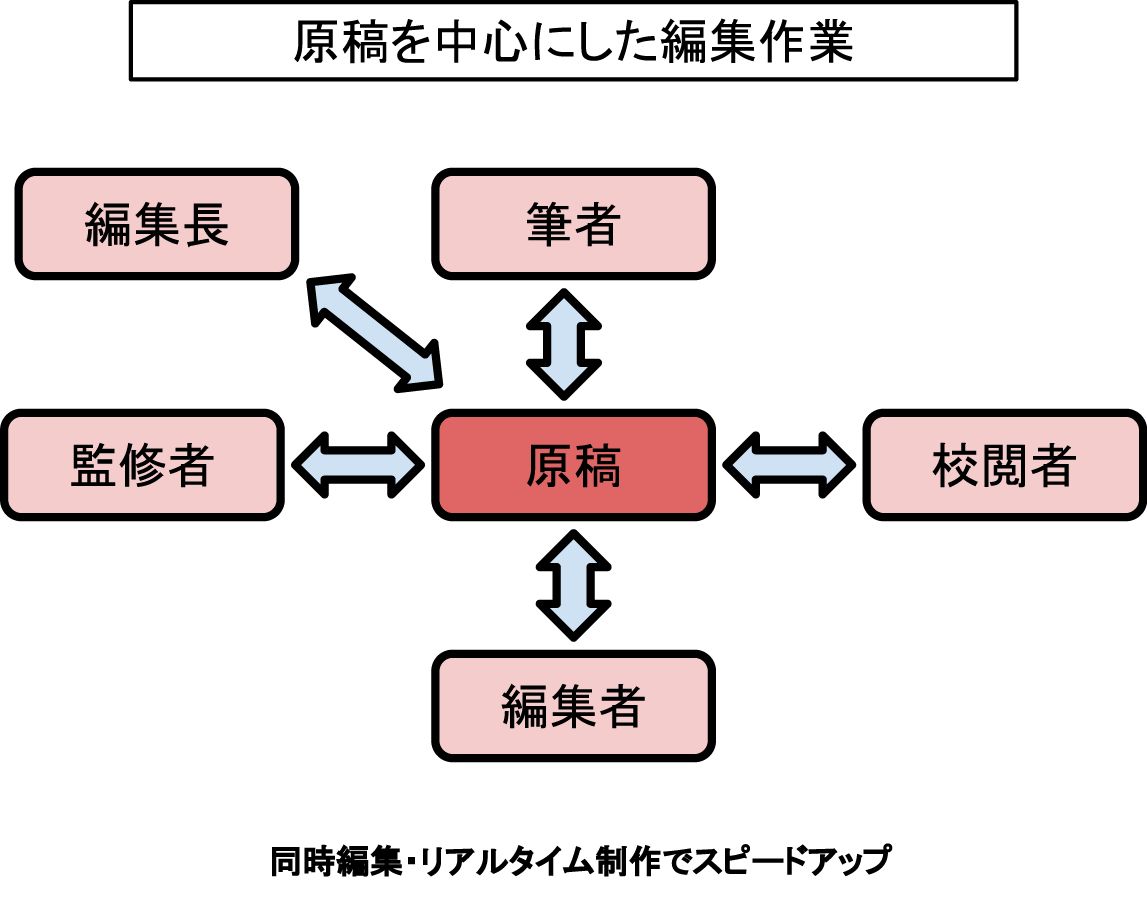 原稿を中心にした編集作業
編集長
筆者
監修者
原稿
校閲者
編集者
同時編集・リアルタイム制作でスピードアップ